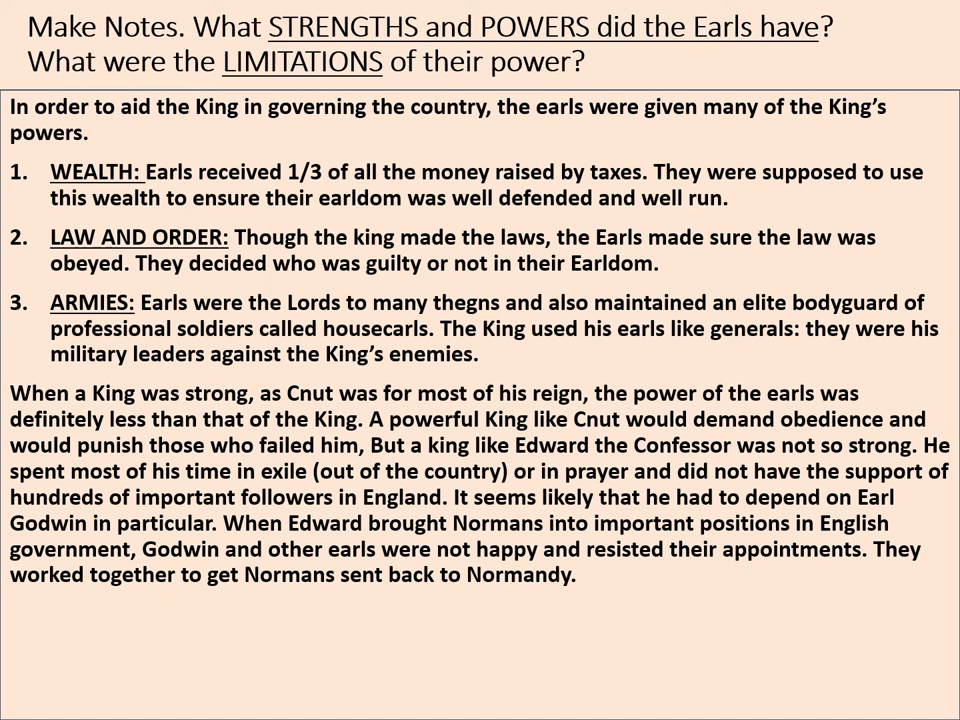 Make Notes. What STRENGTHS and POWERS did the Earls have?
What were the LIMITATIONS of their power?
In order to aid the King in governing the country, the earls were given many of the King’s
powers.
1. WEALTH: Earls received 1/3 of all the money raised by taxes. They were supposed to use
this wealth to ensure their earldom was well defended and well run.
2. LAW AND ORDER: Though the king made the laws, the Earls made sure the law was
obeyed. They decided who was guilty or not in their Earldom.
3. ARMIES: Earls were the Lords to many thegns and also maintained an elite bodyguard of
professional soldiers called housecarls. The King used his earls like generals: they were his
military leaders against the King’s enemies.
When a King was strong, as Cnut was for most of his reign, the power of the earls was
definitely less than that of the King. A powerful King like Cnut would demand obedience and
would punish those who failed him, But a king like Edward the Confessor was not so strong. He
spent most of his time in exile (out of the country) or in prayer and did not have the support of
hundreds of important followers in England. It seems likely that he had to depend on Earl
Godwin in particular. When Edward brought Normans into important positions in English
government, Godwin and other earls were not happy and resisted their appointments. They
worked together to get Normans sent back to Normandy.